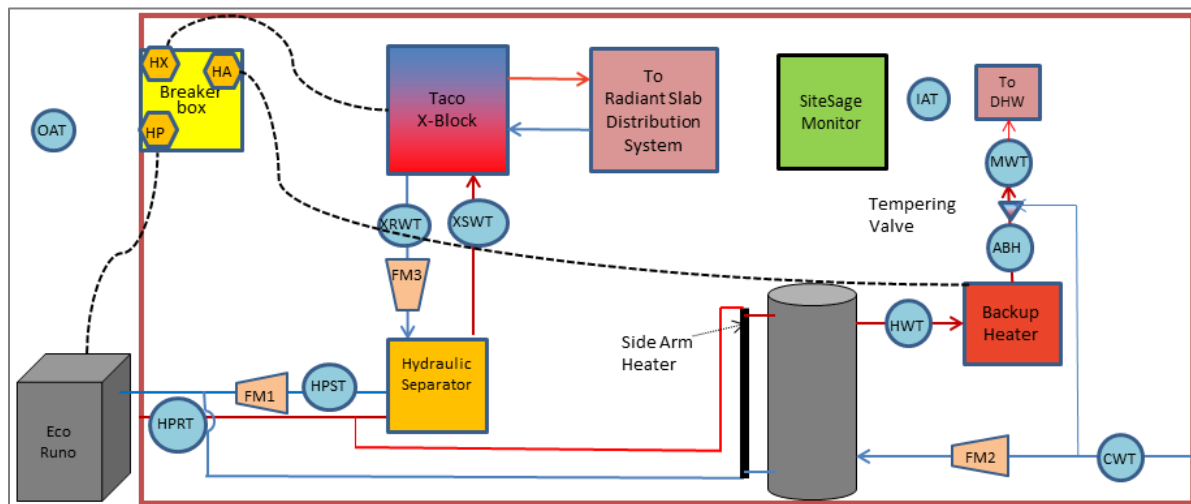 HX
HA
Breaker
box
HP
OAT
Taco
X-Block
To
Radiant Slab
Distribution
System
SiteSage
Monitor
IAT
To
DHW
MWT
Tempering
Valve
ABH
XRWT
XSWT
FM3
Side Arm
Heater
HWT
Backup
Heater
Hydraulic
Separator
FM1
HPST
HPRT
Eco
Runo
FM2
CWT